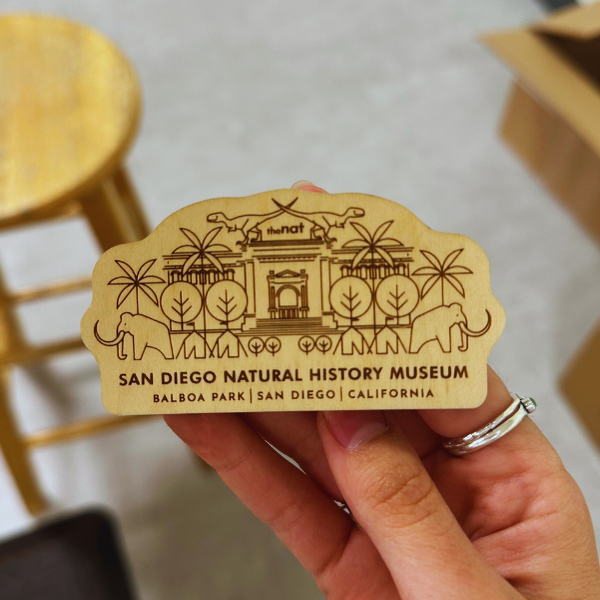 thenat
SAN DIEGO NATURAL HISTORY MUSEUM
BALBOA PARK | SAN DIEGO | CALIFORNIA